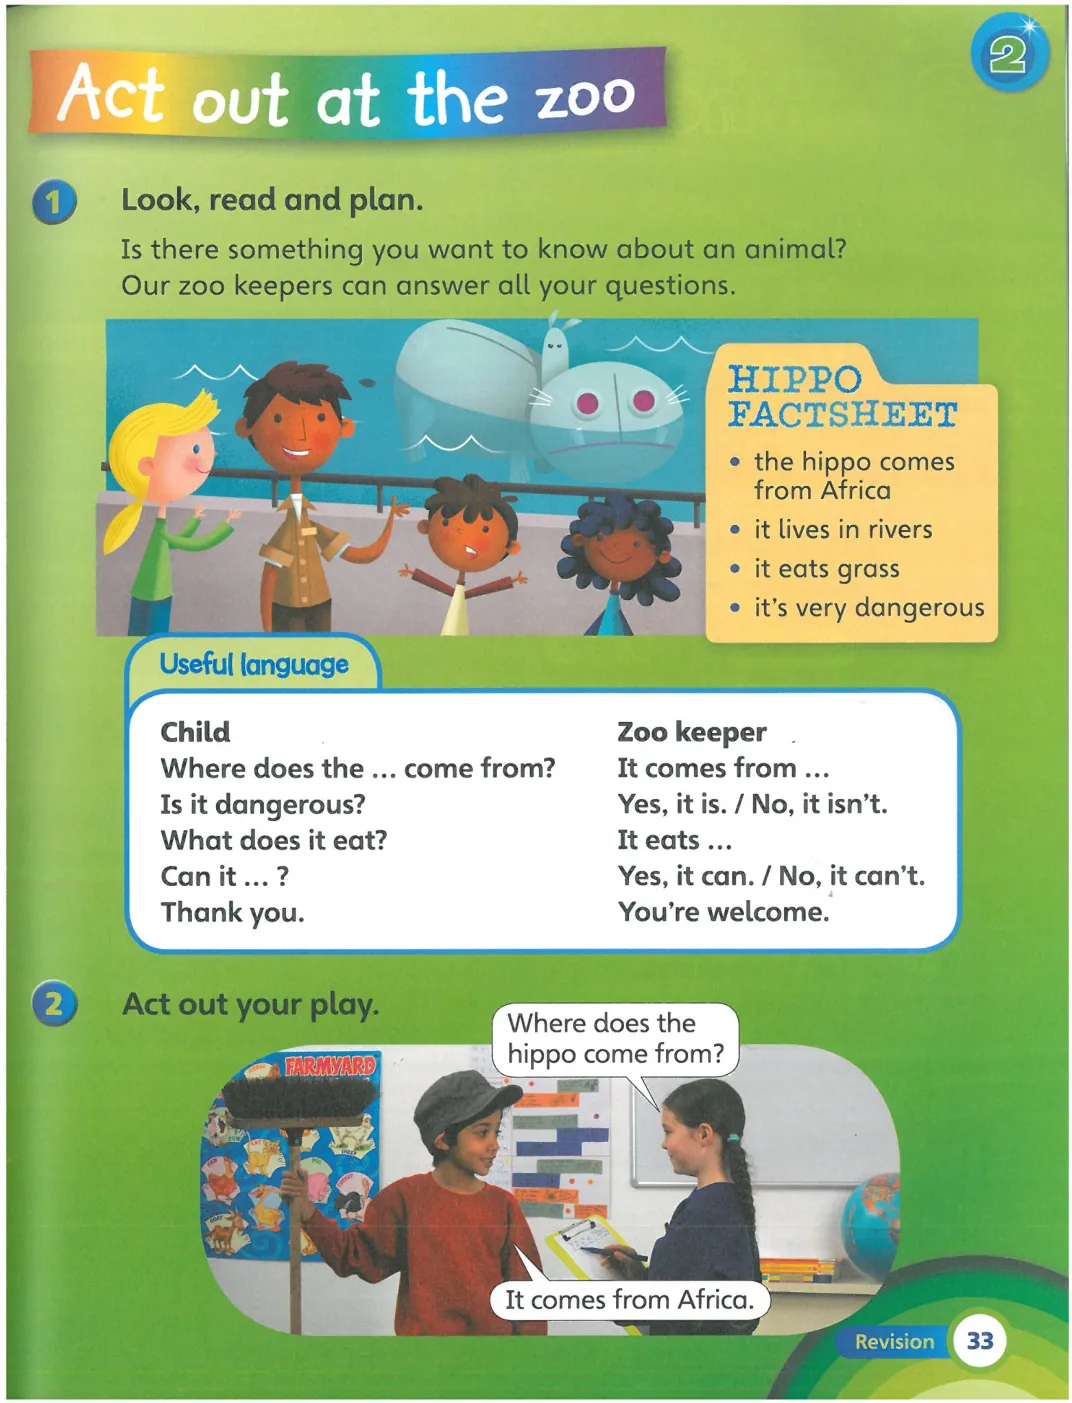 2
Act out at the zoo
1
Look, read and plan.
Is there something you want to know about an animal?
Our zoo keepers can answer all your questions.
HIPPO
FACTSHEET
• the hippo comes
from Africa
• it lives in rivers
• it eats grass
• it's very dangerous
Useful language
Child
Where does the ... come from?
Is it dangerous?
What does it eat?
Can it ... ?
Thank you.
Zoo keeper
It comes from ...
Yes, it is. / No, it isn't.
It eats ...
Yes, it can. / No, it can't.
You're welcome.
2
Act out your play.
Where does the
hippo come from?
FARMYARD
SHEEP
CAT
PIG
GOAT
It comes from Africa.
Revision
33